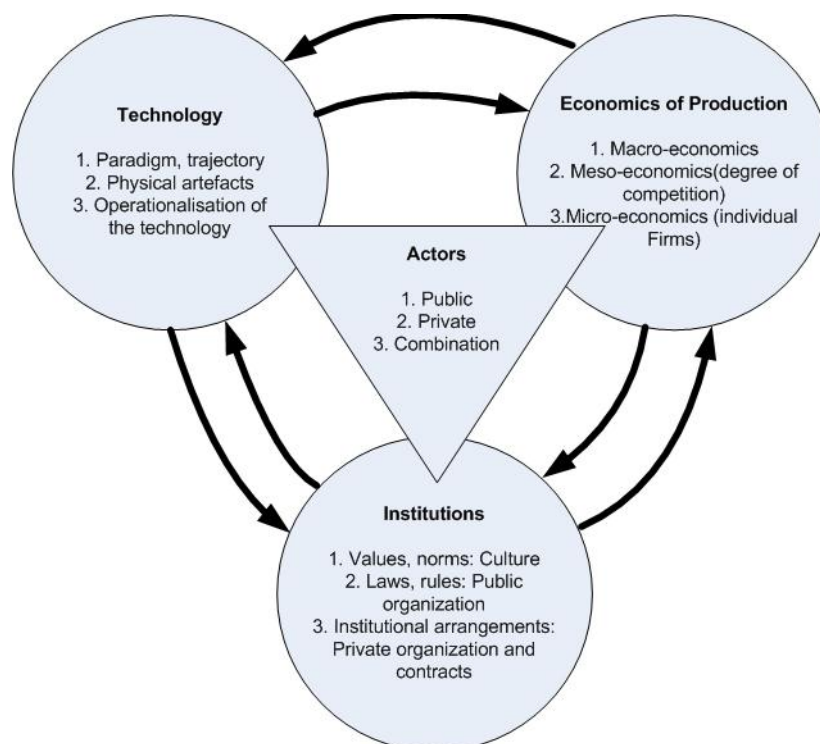 Technology
1. Paradigm, trajectory
2. Physical artefacts
3. Operationalisation of
the technology
Economics of Production
1. Macro-economics
2. Meso-economics(degree of
competition)
3.Micro-economics (individual
Firms)
Actors
1. Public
2. Private
3. Combination
Institutions
1. Values, norms: Culture
2. Laws, rules: Public
organization
3. Institutional arrangements:
Private organization and
contracts